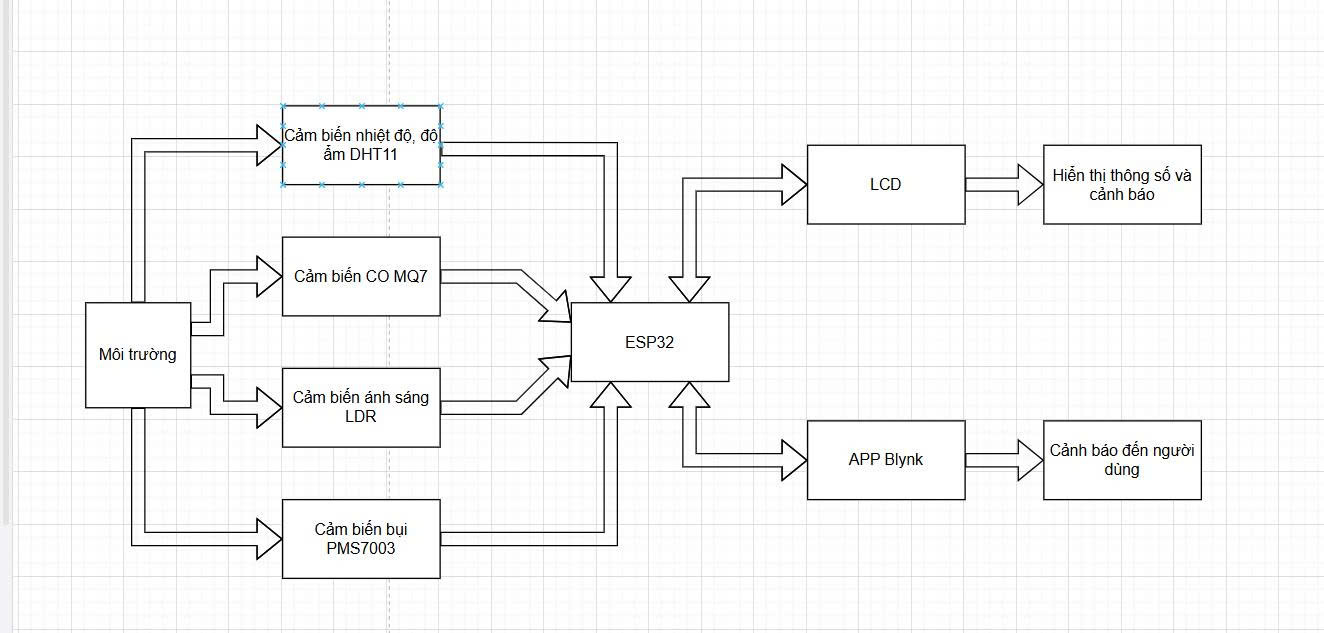 Cảm biến nhiệt độ, độ
ẩm DHT11
Cảm biến CO MQ7
Môi trường
Cảm biến ánh sáng
LDR
Cảm biến bụi
PMS7003
ESP32
LCD
Hiển thị thông số và
cảnh báo
APP Blynk
Cảnh báo đến người
dùng